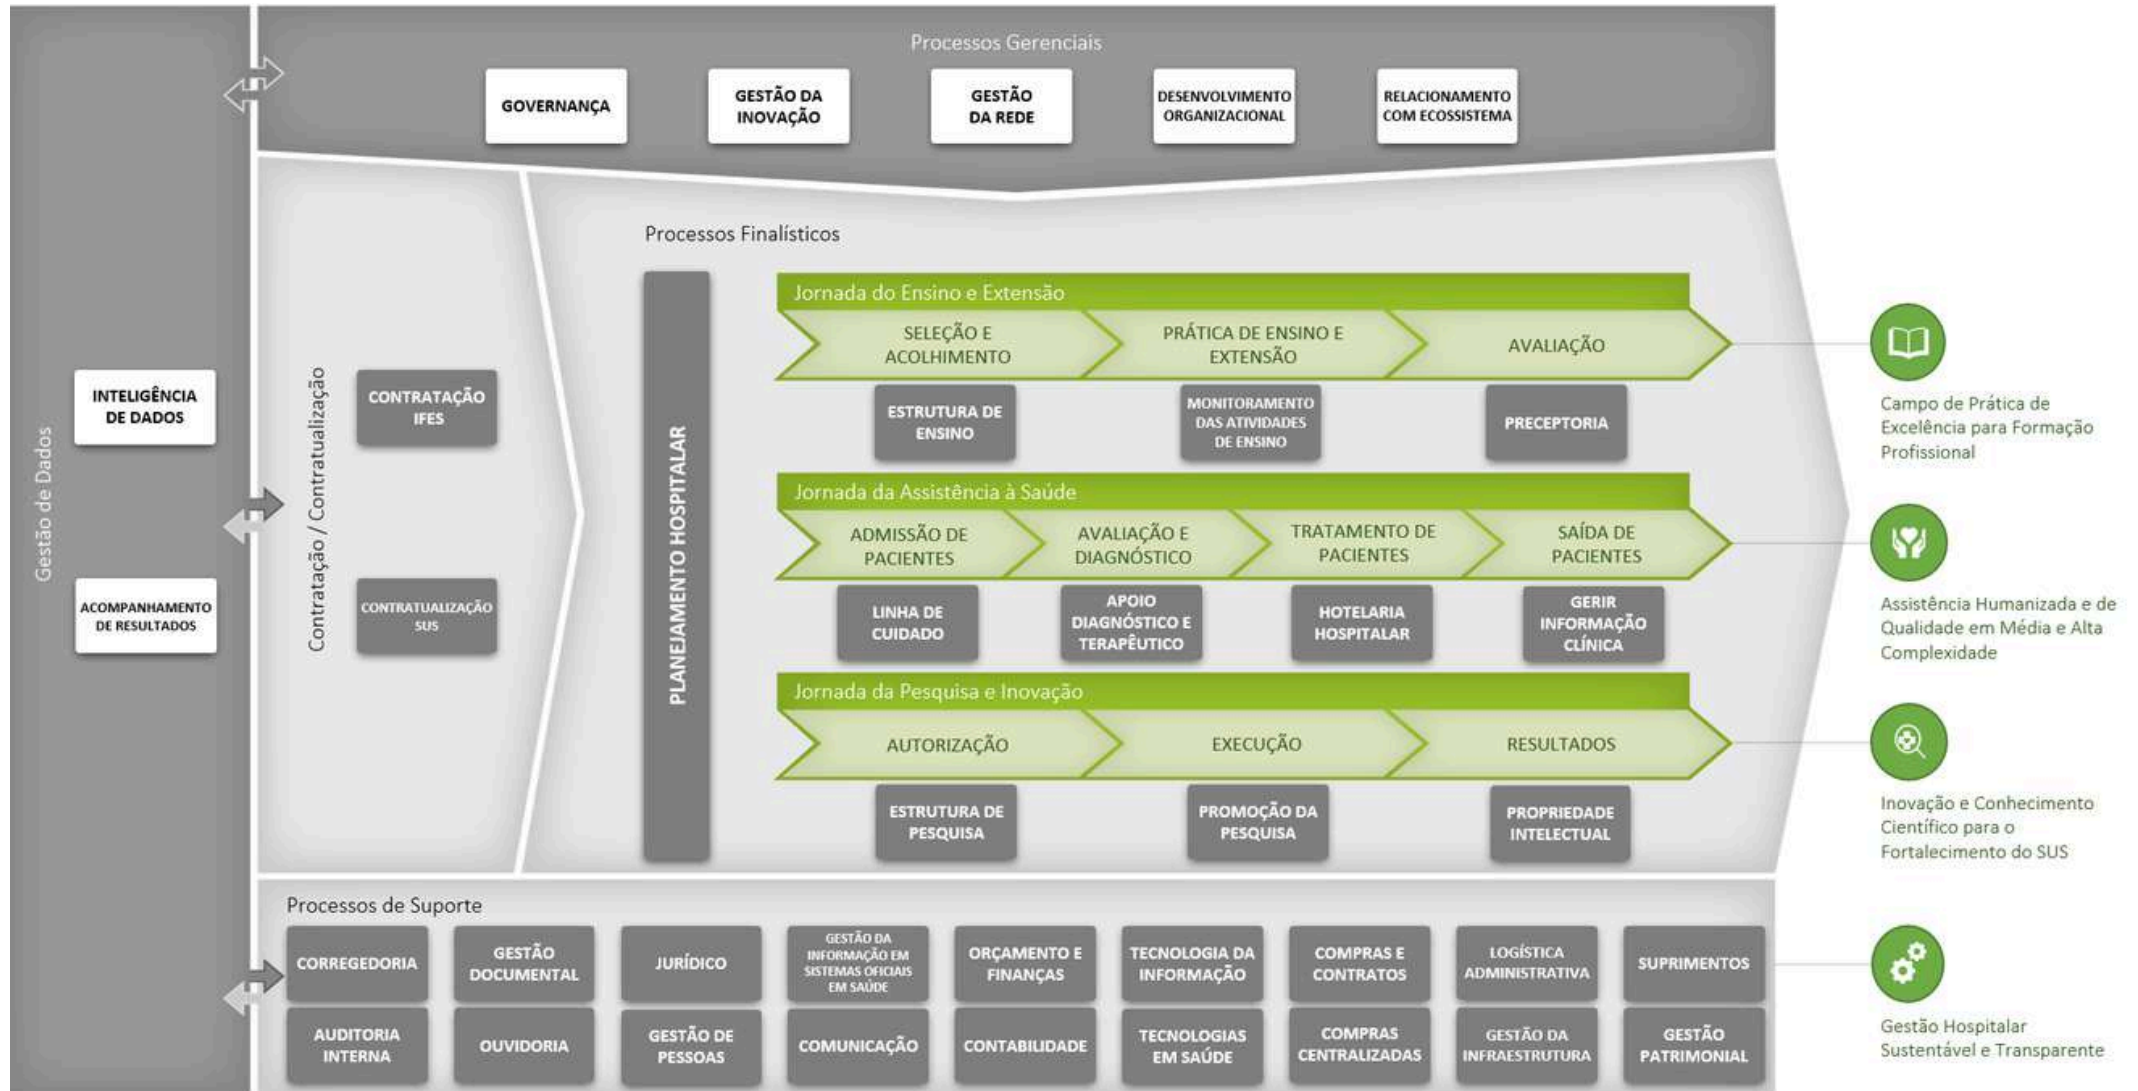 Processos Gerenciais
GOVERNANÇA
GESTÃO DA
INOVAÇÃO
GESTÃO
DA REDE
DESENVOLVIMENTO
ORGANIZACIONAL
RELACIONAMENTO
COM ECOSSISTEMA
Gestão de Dados
INTELIGÊNCIA
DE DADOS
ACOMPANHAMENTO
DE RESULTADOS
Contratação / Contratualização
CONTRATAÇÃO
IFES
CONTRATUALIZAÇÃO
SUS
Processos Finalísticos
PLANEJAMENTO HOSPITALAR
Jornada do Ensino e Extensão
SELEÇÃO E
ACOLHIMENTO
PRÁTICA DE ENSINO E
EXTENSÃO
AVALIAÇÃO
ESTRUTURA DE
ENSINO
MONITORAMENTO
DAS ATIVIDADES
DE ENSINO
PRECEPTORIA
Jornada da Assistência à Saúde
ADMISSÃO DE
PACIENTES
AVALIAÇÃO E
DIAGNÓSTICO
TRATAMENTO DE
PACIENTES
SAÍDA DE
PACIENTES
LINHA DE
CUIDADO
APOIO
DIAGNÓSTICO E
TERAPÊUTICO
HOTELARIA
HOSPITALAR
GERIR
INFORMAÇÃO
CLÍNICA
Jornada da Pesquisa e Inovação
AUTORIZAÇÃO
EXECUÇÃO
RESULTADOS
ESTRUTURA DE
PESQUISA
PROMOÇÃO DA
PESQUISA
PROPRIEDADE
INTELECTUAL
Campo de Prática de
Excelência para Formação
Profissional
Assistência Humanizada e de
Qualidade em Média e Alta
Complexidade
Inovação e Conhecimento
Científico para o
Fortalecimento do SUS
Processos de Suporte
CORREGEDORIA
GESTÃO
DOCUMENTAL
JURÍDICO
GESTÃO DA
INFORMAÇÃO EM
SISTEMAS OFICIAIS
EM SAÚDE
ORÇAMENTO E
FINANÇAS
TECNOLOGIA DA
INFORMAÇÃO
COMPRAS E
CONTRATOS
LOGÍSTICA
ADMINISTRATIVA
SUPRIMENTOS
AUDITORIA
INTERNA
OUVIDORIA
GESTÃO DE
PESSOAS
COMUNICAÇÃO
CONTABILIDADE
TECNOLOGIAS
EM SAÚDE
COMPRAS
CENTRALIZADAS
GESTÃO DA
INFRAESTRUTURA
GESTÃO
PATRIMONIAL
Gestão Hospitalar
Sustentável e Transparente